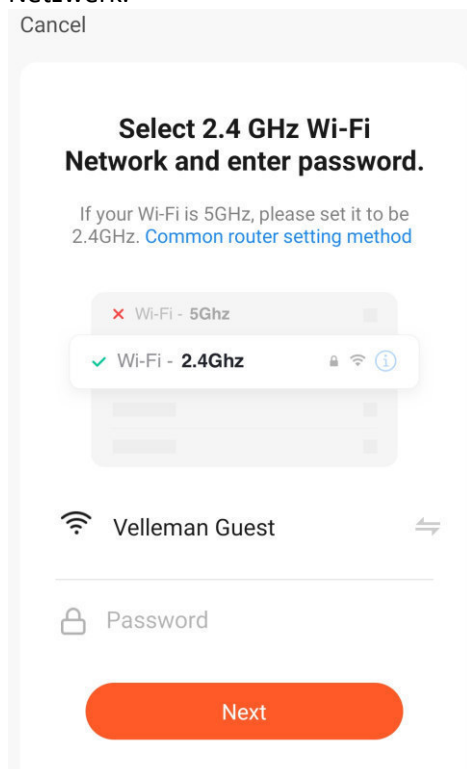 Netzwerk.
Cancel
Select 2.4 GHz Wi-Fi
Network and enter password.
If your Wi-Fi is 5GHz, please set it to be
2.4GHz. Common router setting method
Wi-Fi - 5Ghz
Wi-Fi - 2.4Ghz
Velleman Guest
Password
Next